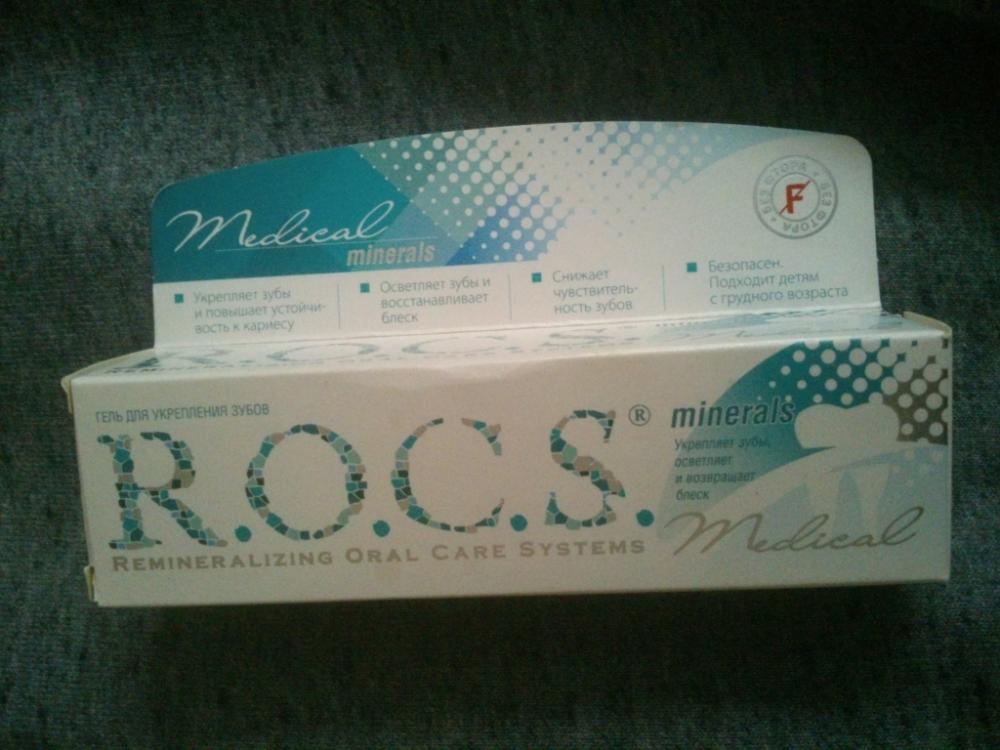 Medical
minerals
БЕЗ ФТОРА • БЕЗ ФТОРА •
F
Укрепляет зубы
и повышает устойчи-
вость к кариесу
Осветляет зубы и
восстанавливает
блеск
Снижает
чувствитель-
ность зубов
Безопасен.
Подходит детям
с грудного возраста
R.O.C.S.
ГЕЛЬ ДЛЯ УКРЕПЛЕНИЯ ЗУБОВ
R.O.C.S.®
REMINERALIZING ORAL CARE SYSTEMS
minerals
Укрепляет зубы,
осветляет
и возвращает
блеск
Medical